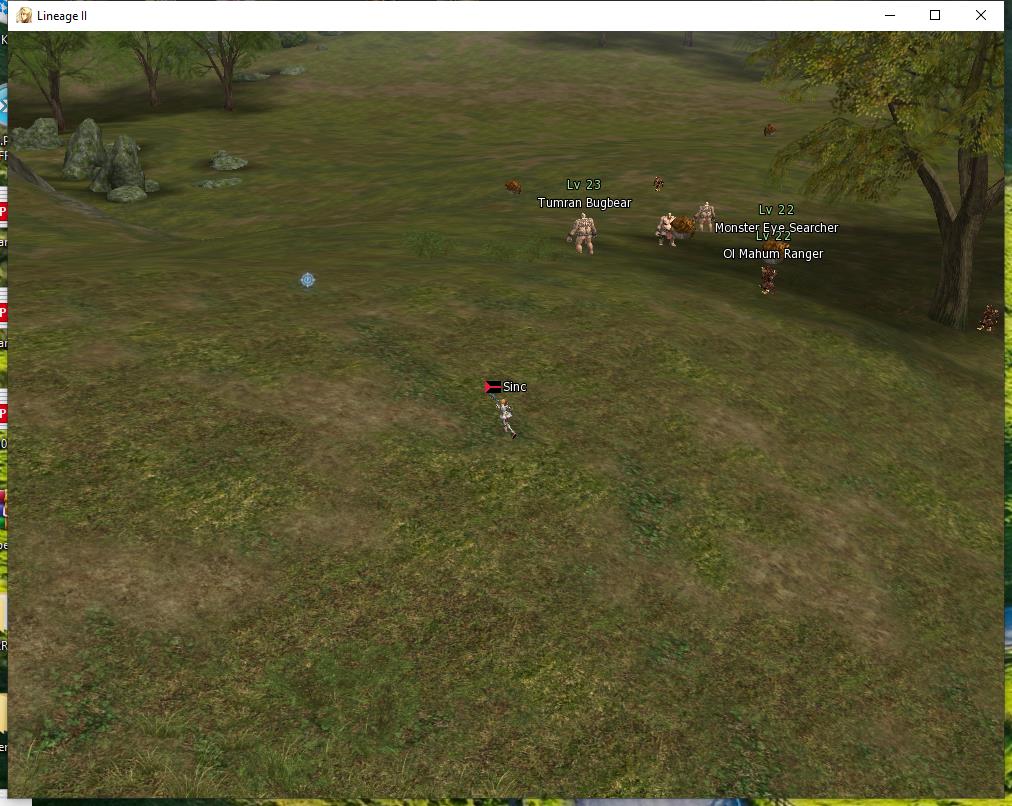 Lineage II
Lv 23
Tumran Bugbear
Lv 22
Monster Eye Searcher
Lv 22
Ol Mahum Ranger
Sinc